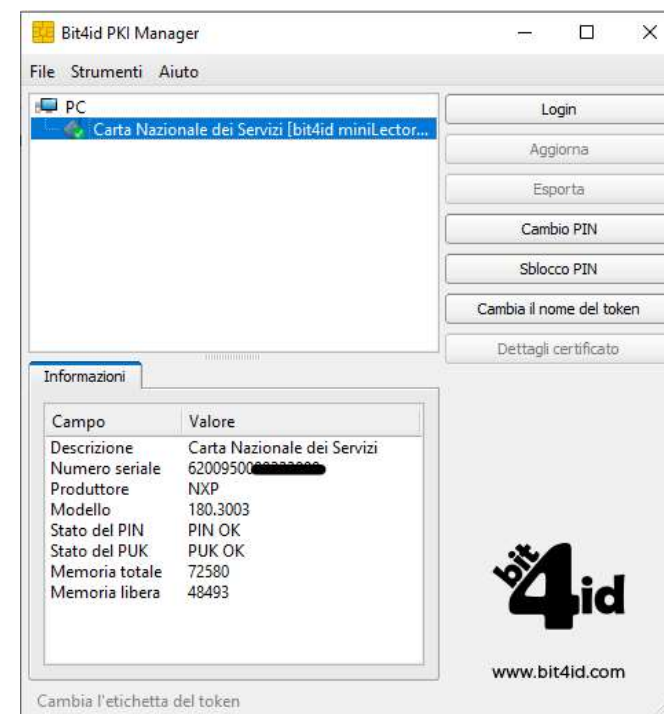 Bit4id PKI Manager
File Strumenti Aiuto
PC
Carta Nazionale dei Servizi [bit4id miniLector...
Login
Aggiorna
Esporta
Cambio PIN
Sblocco PIN
Cambia il nome del token
Dettagli certificato
Informazioni
Campo Valore
Descrizione Carta Nazionale dei Servizi
Numero seriale
Produttore NXP
Modello 180.3003
Stato del PIN PIN OK
Stato del PUK PUK OK
Memoria totale 72580
Memoria libera 48493
bit
4id
www.bit4id.com
Cambia l'etichetta del token